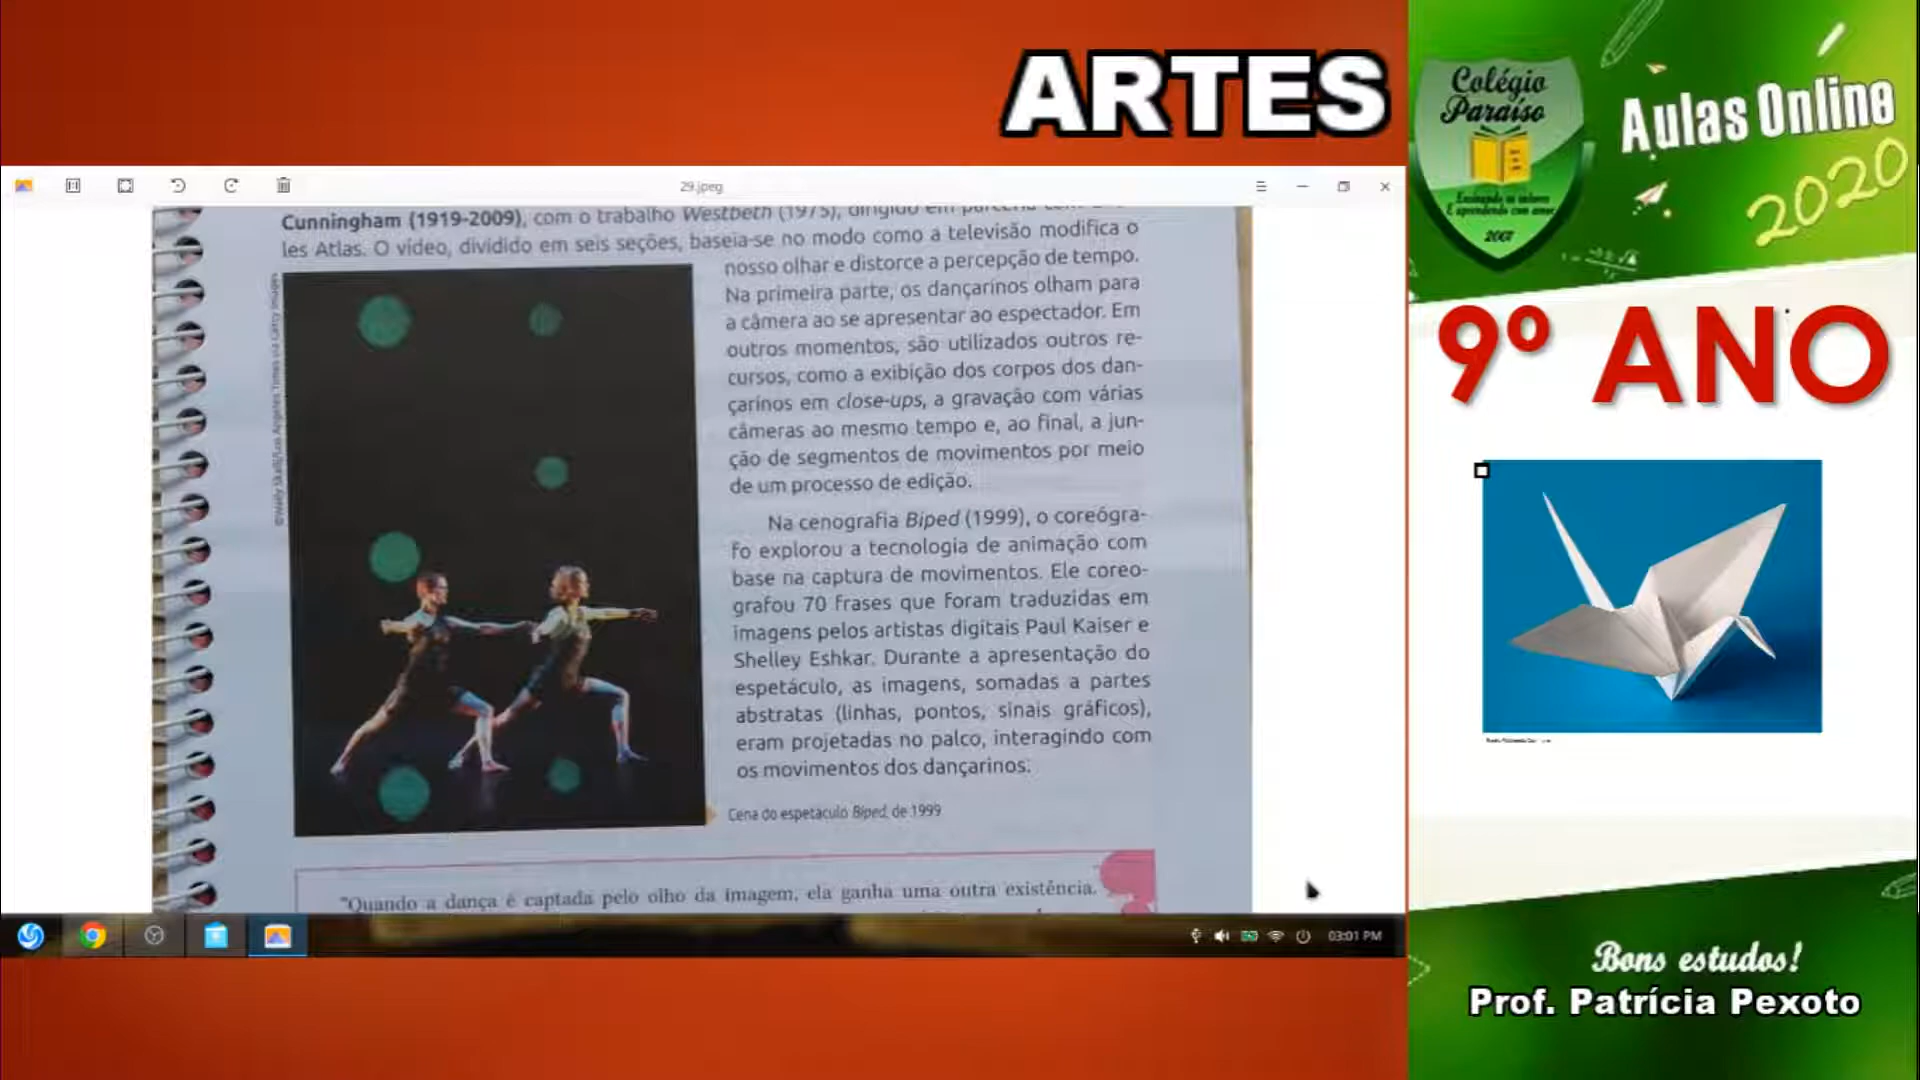 ARTES
Colégio
Paraíso
Ensinando os valores
E aprendendo com amor
2007
Aulas Online
2020
29.jpeg
Cunningham (1919-2009), com o trabalho Westbeth (1975), dirigido em parceria com
les Atlas. O vídeo, dividido em seis seções, baseia-se no modo como a televisão modifica o
nosso olhar e distorce a percepção de tempo.
Na primeira parte, os dançarinos olham para
a câmera ao se apresentar ao espectador. Em
outros momentos, são utilizados outros re-
cursos, como a exibição dos corpos dos dan-
çarinos em close-ups, a gravação com várias
câmeras ao mesmo tempo e, ao final, a jun-
ção de segmentos de movimentos por meio
de um processo de edição.
Na cenografia Biped (1999), o coreógra-
fo explorou a tecnologia de animação com
base na captura de movimentos. Ele coreo-
grafou 70 frases que foram traduzidas em
imagens pelos artistas digitais Paul Kaiser e
Shelley Eshkar. Durante a apresentação do
espetáculo, as imagens, somadas a partes
abstratas (linhas, pontos, sinais gráficos),
eram projetadas no palco, interagindo com
os movimentos dos dançarinos.
Cena do espetáculo Biped, de 1999
"Quando a dança é captada pelo olho da imagem, ela ganha uma outra existência.
03:01 PM
9º ANO
Bons estudos!
Prof. Patrícia Pexoto